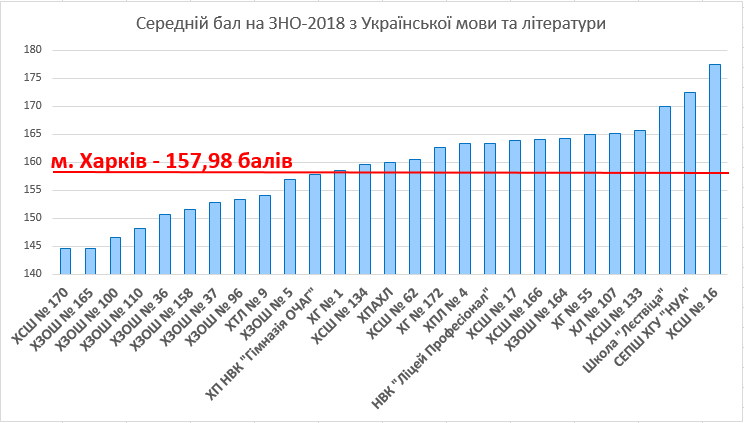 Середній бал на ЗНО-2018 з Української мови та літератури
180
175
170
165
160
155
150
145
140
м. Харків - 157,98 балів
ХСШ № 170
ХЗОШ № 165
ХЗОШ № 100
ХЗОШ № 110
ХЗОШ № 36
ХЗОШ № 158
ХЗОШ № 37
ХЗОШ № 96
ХТЛ № 9
ХЗОШ № 5
ХП НВК "Гімназія ОЧАГ"
ХГ № 1
ХСШ № 134
ХПАХЛ
ХСШ № 62
ХГ № 172
ХПЛ № 4
НВК "Ліцей Професіонал"
ХСШ № 17
ХСШ № 166
ХЗОШ № 164
ХГ № 55
ХЛ № 107
ХСШ № 133
Школа "Лествіца"
СЕПШ ХГУ "НУА"
ХСШ № 16